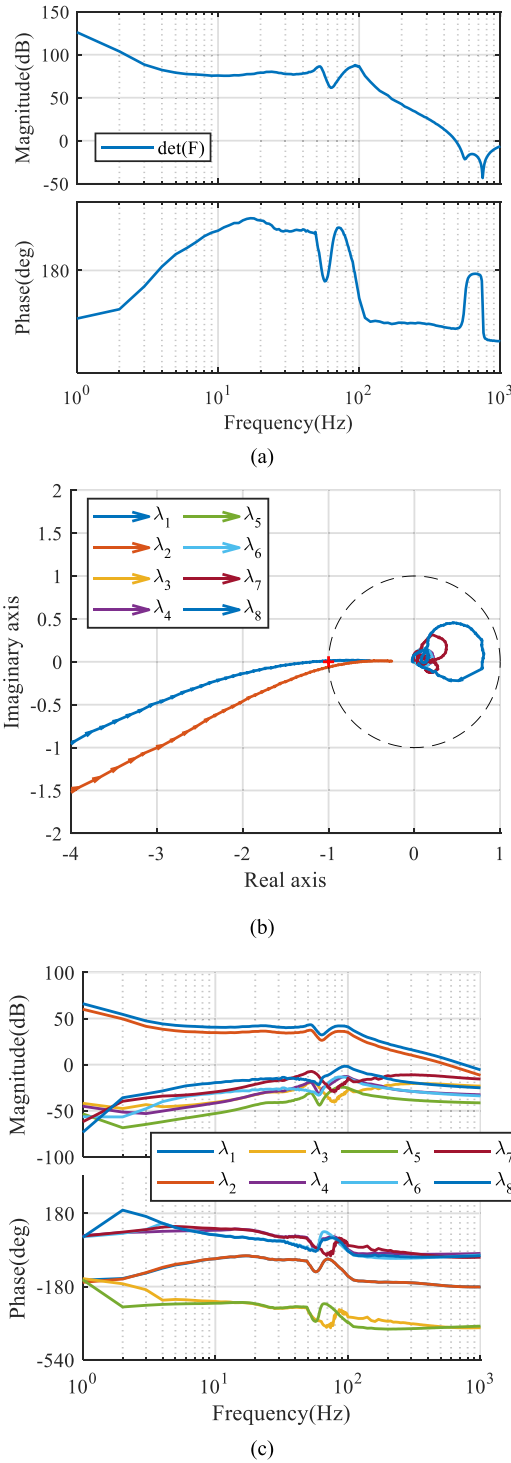 150
100
50
0
-50
Magnitude(dB)
det(F)
180
Phase(deg)
10^0
10^1
10^2
10^3
Frequency(Hz)
(a)
2
1.5
1
0.5
0
-0.5
-1
-1.5
-2
Imaginary axis
λ1 λ5
λ2 λ6
λ3 λ7
λ4 λ8
-4 -3 -2 -1 0 1
Real axis
(b)
100
50
0
-50
-100
Magnitude(dB)
λ1 λ3 λ5 λ7
λ2 λ4 λ6 λ8
180
-180
-540
Phase(deg)
10^0 10^1 10^2 10^3
Frequency(Hz)
(c)